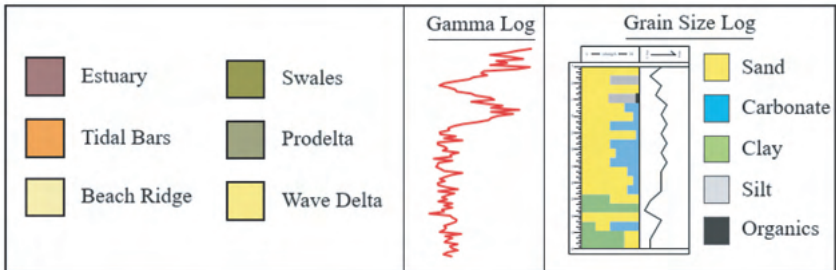 Estuary
Tidal Bars
Beach Ridge
Swales
Prodelta
Wave Delta
Gamma Log
Grain Size Log
Sand
Carbonate
Clay
Silt
Organics